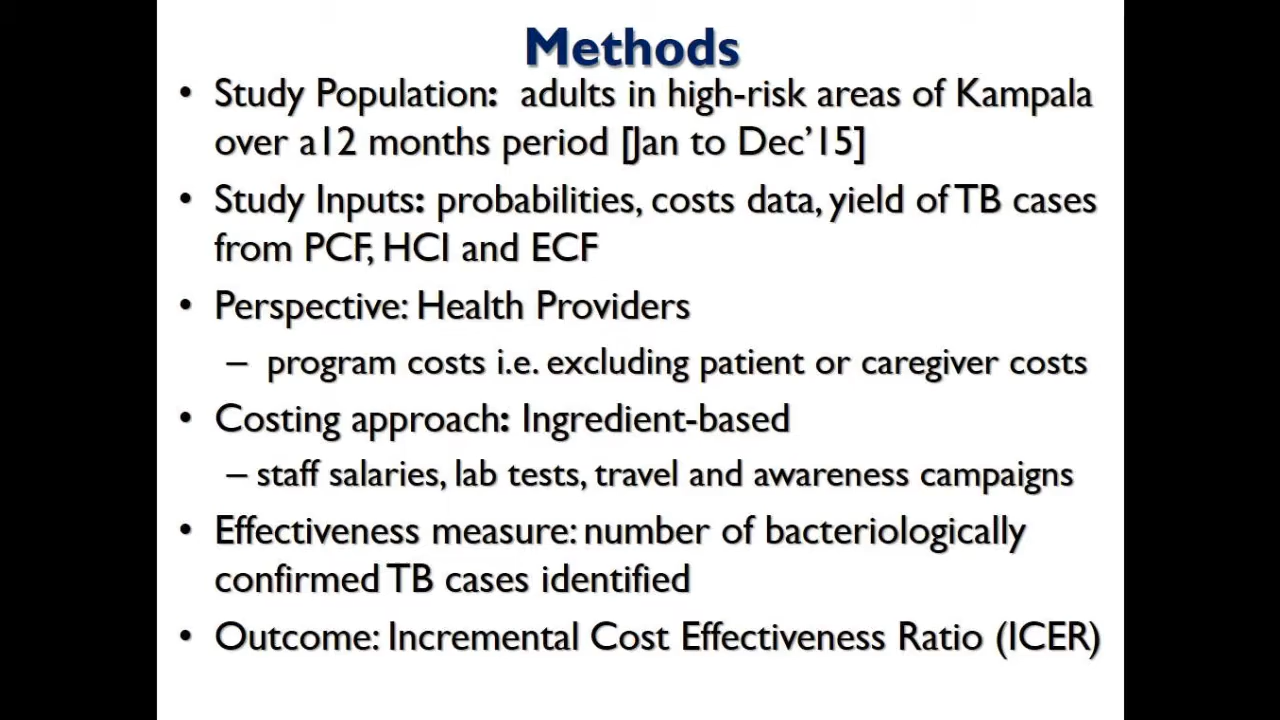 Methods
• Study Population: adults in high-risk areas of Kampala
over a12 months period [Jan to Dec’15]
• Study Inputs: probabilities, costs data, yield of TB cases
from PCF, HCI and ECF
• Perspective: Health Providers
– program costs i.e. excluding patient or caregiver costs
• Costing approach: Ingredient-based
– staff salaries, lab tests, travel and awareness campaigns
• Effectiveness measure: number of bacteriologically
confirmed TB cases identified
• Outcome: Incremental Cost Effectiveness Ratio (ICER)